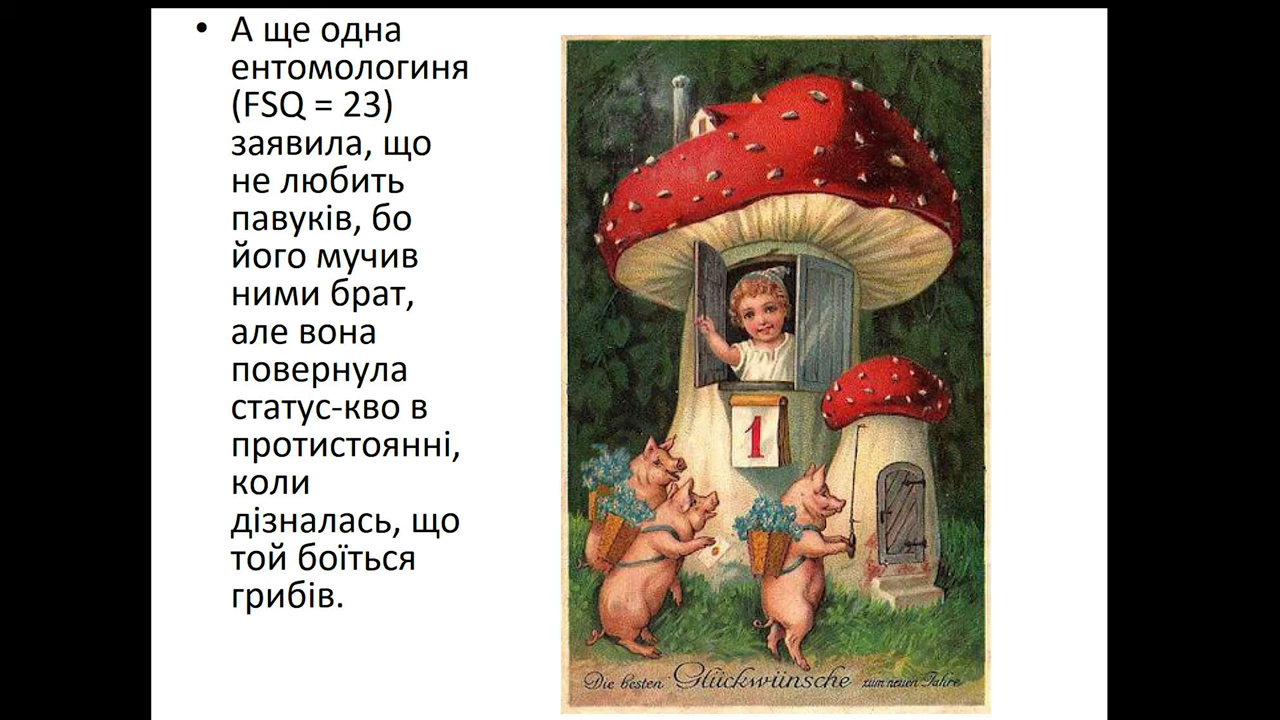 • А ще одна
ентомологиня
(FSQ = 23)
заявила, що
не любить
павуків, бо
його мучив
ними брат,
але вона
повернула
статус-кво в
протистоянні,
коли
дізналась, що
той боїться
грибів.
1
Die besten Glückwünsche zum neuen Jahre